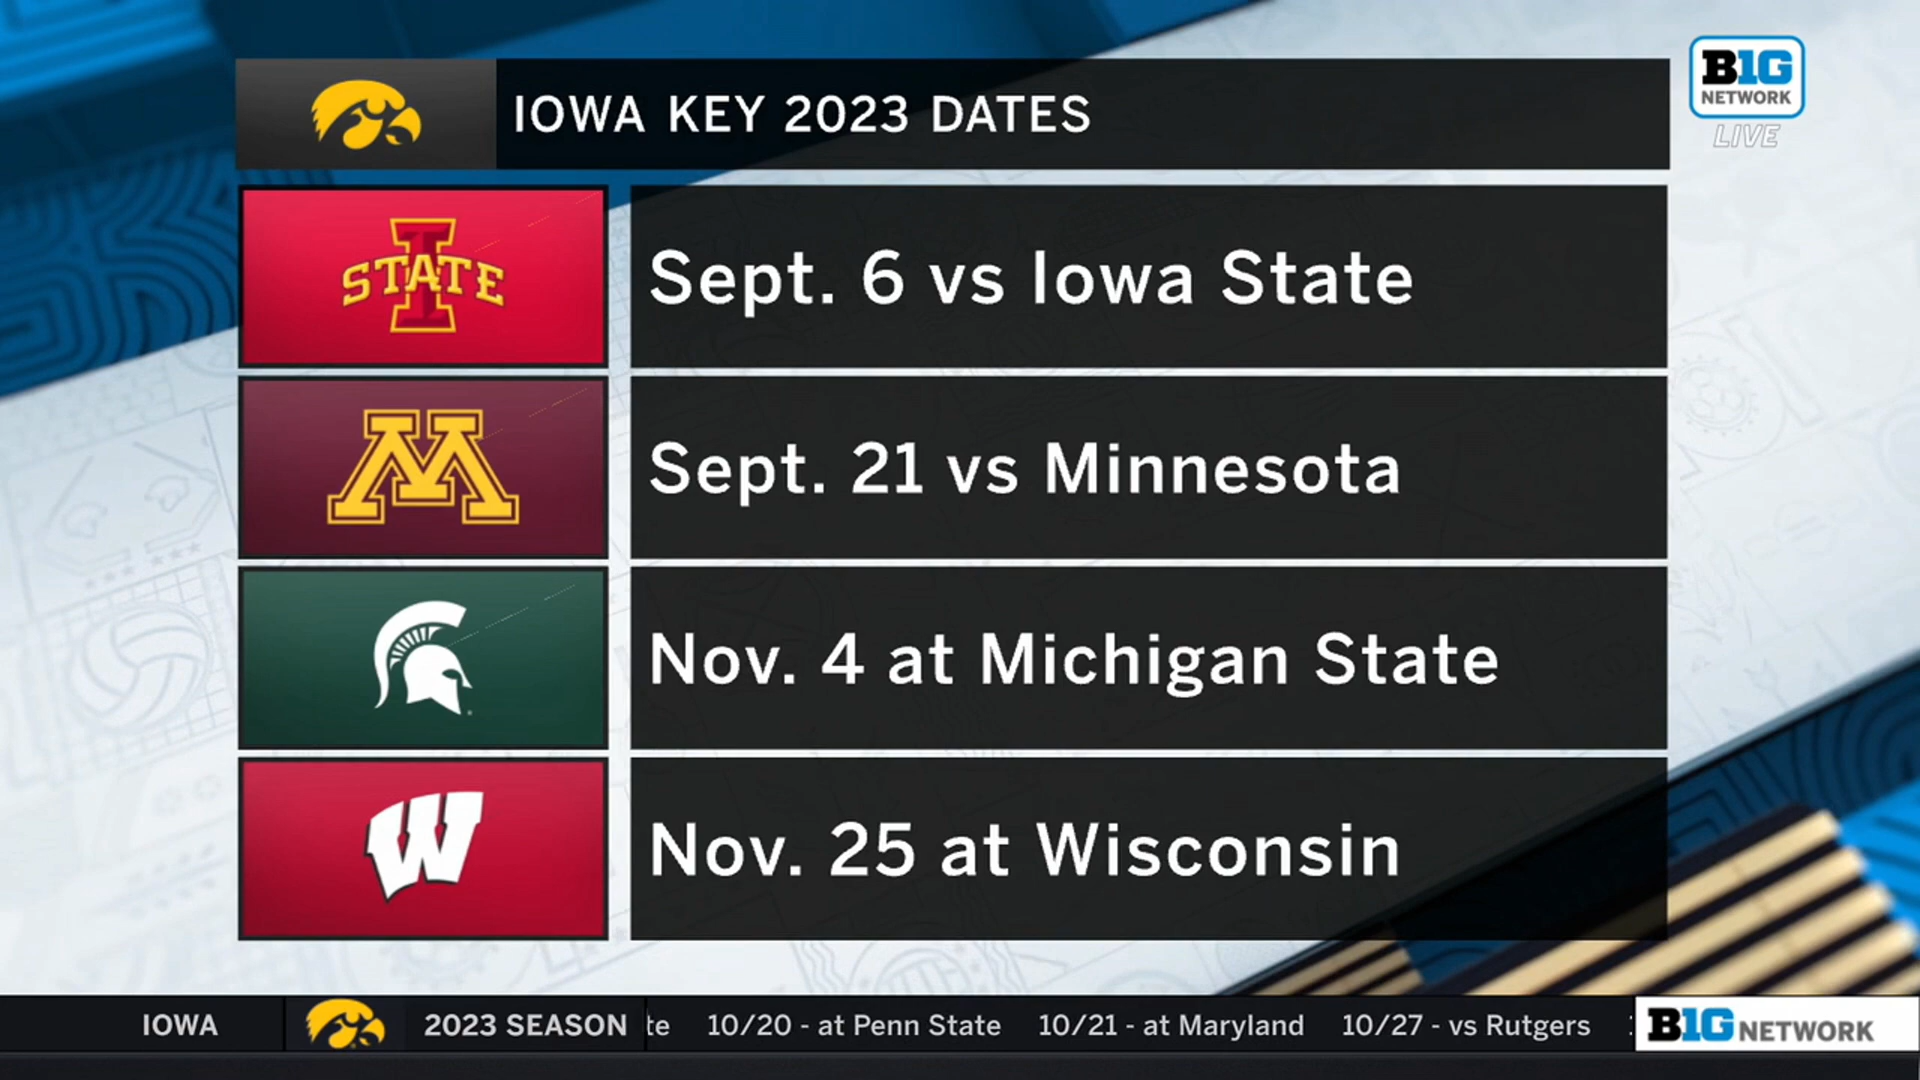 IOWA KEY 2023 DATES
B1G
NETWORK
LIVE
STATE
I
Sept. 6 vs Iowa State
M
Sept. 21 vs Minnesota
Nov. 4 at Michigan State
W
Nov. 25 at Wisconsin
IOWA 2023 SEASON te 10/20 - at Penn State 10/21 - at Maryland 10/27 - vs Rutgers B1G NETWORK